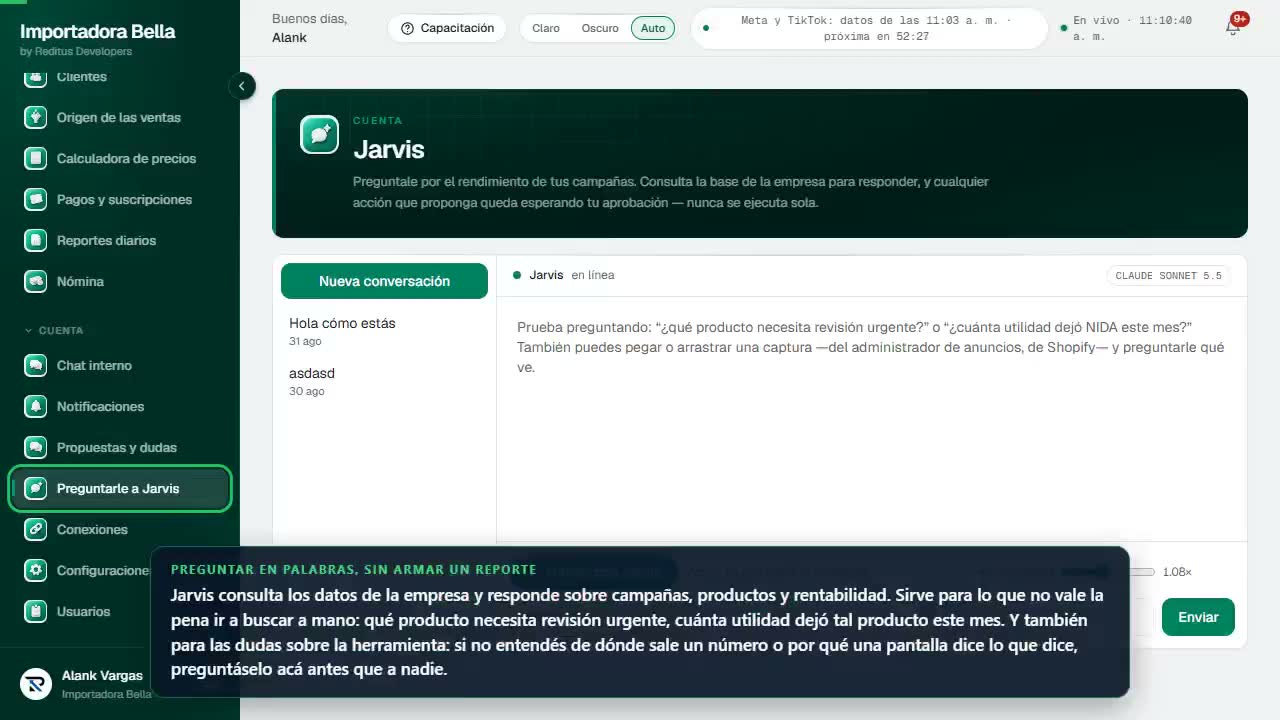 Importadora Bella
by Reditus Developers
Clientes
Origen de las ventas
Calculadora de precios
Pagos y suscripciones
Reportes diarios
Nómina
CUENTA
Chat interno
Notificaciones
Propuestas y dudas
Preguntarle a Jarvis
Conexiones
Configuracione
Usuarios
Alank Vargas
Importadora Bella
Buenos días,
Alank
Capacitación
Claro
Oscuro
Auto
Meta y TikTok: datos de las 11:03 a. m. ·
próxima en 52:27
En vivo · 11:10:40
a. m.
9+
CUENTA
Jarvis
Preguntale por el rendimiento de tus campañas. Consulta la base de la empresa para responder, y cualquier
acción que proponga queda esperando tu aprobación — nunca se ejecuta sola.
Nueva conversación
Hola cómo estás
31 ago
asdasd
30 ago
Jarvis en línea
CLAUDE SONNET 5.5
Prueba preguntando: “¿qué producto necesita revisión urgente?” o “¿cuánta utilidad dejó NIDA este mes?”
También puedes pegar o arrastrar una captura —del administrador de anuncios, de Shopify— y preguntarle qué
ve.
1.08×
Enviar
PREGUNTAR EN PALABRAS, SIN ARMAR UN REPORTE
Jarvis consulta los datos de la empresa y responde sobre campañas, productos y rentabilidad. Sirve para lo que no vale la
pena ir a buscar a mano: qué producto necesita revisión urgente, cuánta utilidad dejó tal producto este mes. Y también
para las dudas sobre la herramienta: si no entendés de dónde sale un número o por qué una pantalla dice lo que dice,
preguntáselo acá antes que a nadie.